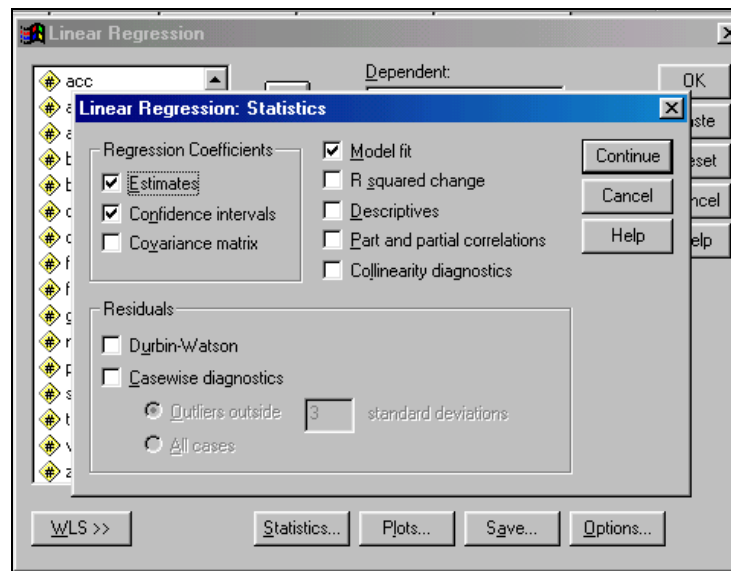 Linear Regression
acc
Dependent:
OK
Linear Regression: Statistics
Regression Coefficients
Estimates
Confidence intervals
Covariance matrix
Model fit
R squared change
Descriptives
Part and partial correlations
Collinearity diagnostics
Continue
Cancel
Help
Residuals
Durbin-Watson
Casewise diagnostics
Outliers outside 3 standard deviations
All cases
WLS >>
Statistics...
Plots...
Save...
Options...